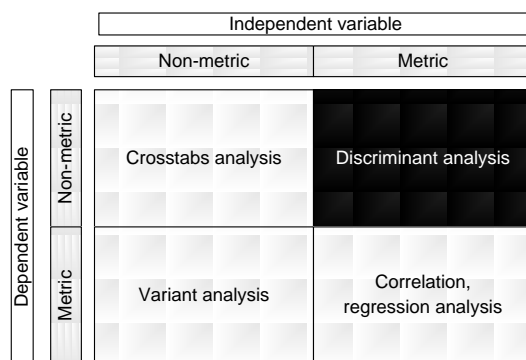 Independent variable
Non-metric
Metric
Dependent variable
Non-metric
Crosstabs analysis
Discriminant analysis
Metric
Variant analysis
Correlation,
regression analysis